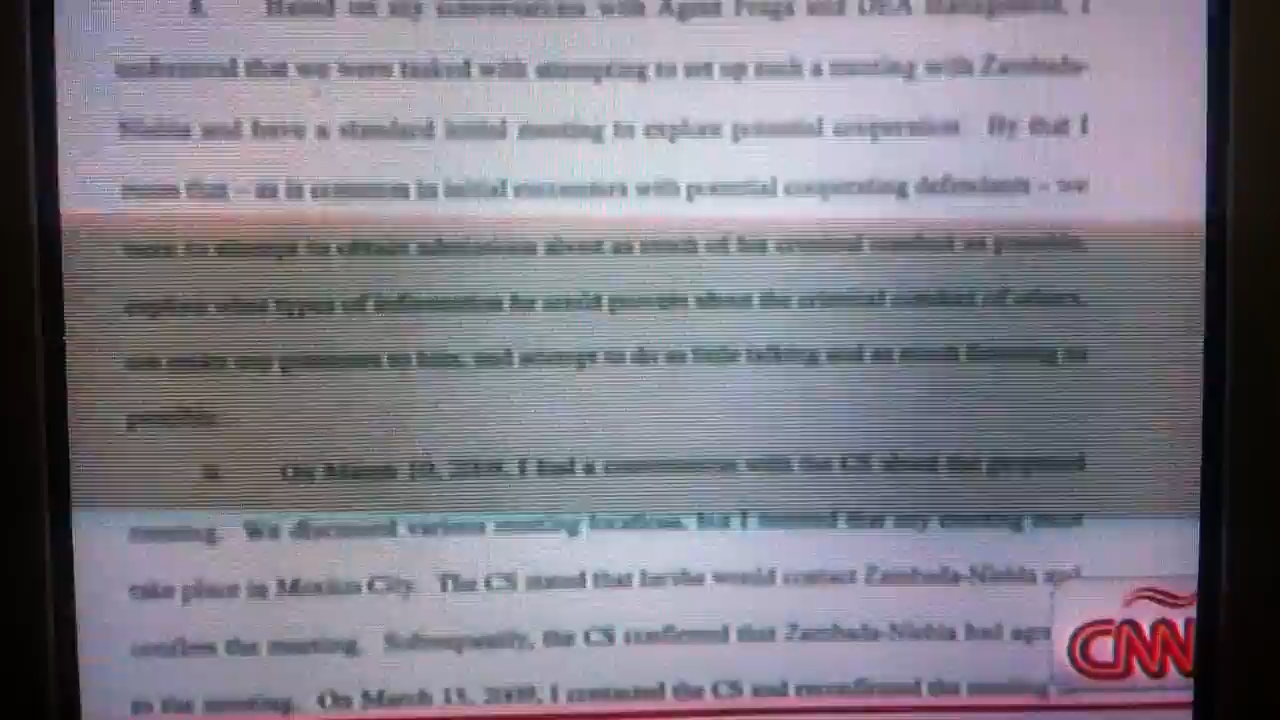 8. Based on my conversations with Agent Fraga and DEA management, I
understood that we were tasked with attempting to set up such a meeting with Zambada-
Niebla and have a standard initial meeting to explore potential cooperation. By that I
mean that – as is common in initial encounters with potential cooperating defendants – we
were to attempt to obtain admissions about as much of his criminal conduct as possible,
explore what types of information he could provide about the criminal conduct of others,
not make any promises to him, and attempt to do as little talking and as much listening as
possible.
On March 10, 2009, I had a conversation with the CS about this proposed
meeting. We discussed various meeting locations, but I insisted that any meeting must
take place in Mexico City. The CS stated that he/she would contact Zambada-Niebla and
confirm the meeting. Subsequently, the CS confirmed that Zambada-Niebla had
to the meeting. On March 15, 2009, I contacted the CS and reconfirmed the meeting
CNN